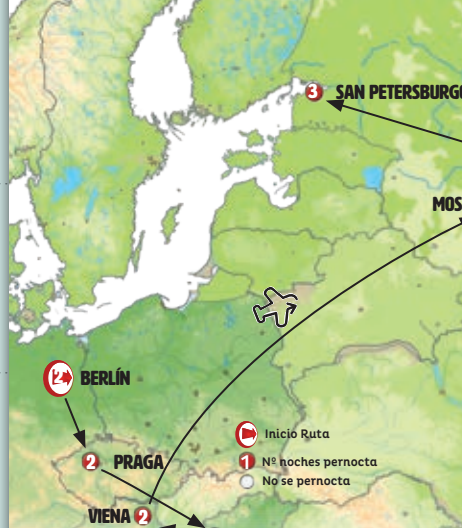 3 SAN PETERSBURGO
MOS
2 BERLÍN
2 PRAGA
Inicio Ruta
1 Nº noches pernocta
No se pernocta
VIENA 2